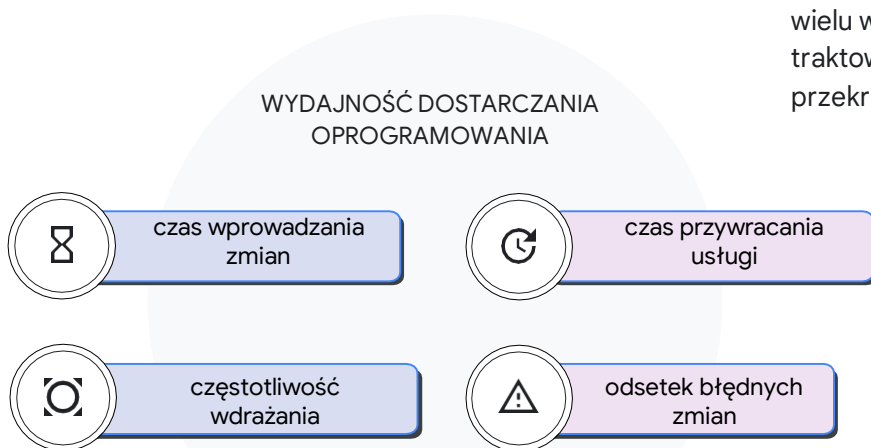 wielu w
traktow
przekr
WYDAJNOŚĆ DOSTARCZANIA
OPROGRAMOWANIA
czas wprowadzania
zmian
czas przywracania
usługi
częstotliwość
wdrażania
odsetek błędnych
zmian